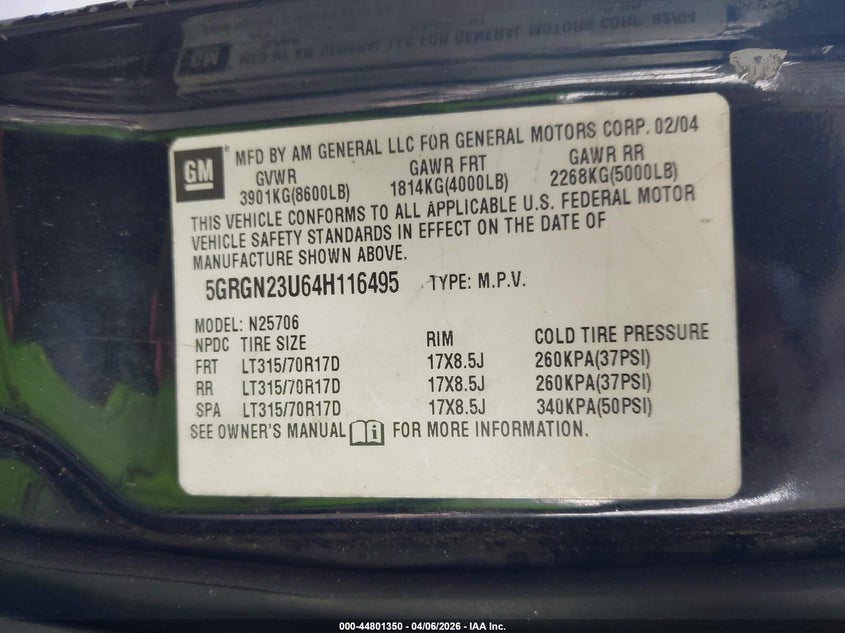 GM
MFD BY AM GENERAL LLC FOR GENERAL MOTORS CORP. 02/04
GVWR GAWR FRT GAWR RR
3901KG(8600LB) 1814KG(4000LB) 2268KG(5000LB)
THIS VEHICLE CONFORMS TO ALL APPLICABLE U.S. FEDERAL MOTOR
VEHICLE SAFETY STANDARDS IN EFFECT ON THE DATE OF
MANUFACTURE SHOWN ABOVE.
5GRGN23U64H116495 TYPE: M.P.V.
MODEL: N25706
NPDC TIRE SIZE RIM COLD TIRE PRESSURE
FRT LT315/70R17D 17X8.5J 260KPA(37PSI)
RR LT315/70R17D 17X8.5J 260KPA(37PSI)
SPA LT315/70R17D 17X8.5J 340KPA(50PSI)
SEE OWNER'S MANUAL FOR MORE INFORMATION.
000-44801350 - 04/06/2026 - IAA Inc.